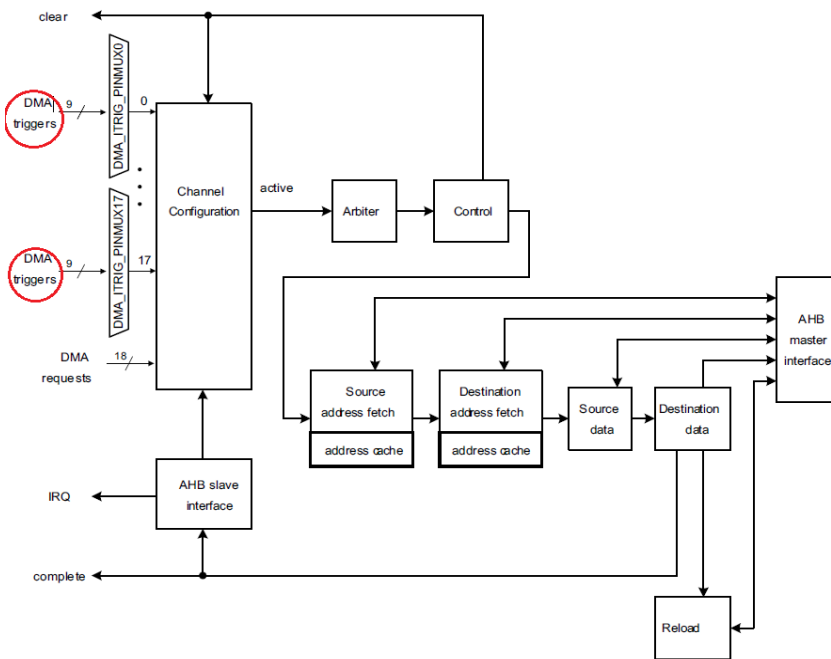 clear
DMA
triggers
9
DMA_ITRIG_PINMUX0
0
DMA
triggers
9
DMA_ITRIG_PINMUX17
17
DMA
requests
18
Channel
Configuration
active
Arbiter
Control
AHB
master
interface
Source
address fetch
address cache
Destination
address fetch
address cache
Source
data
Destination
data
IRQ
AHB slave
interface
complete
Reload